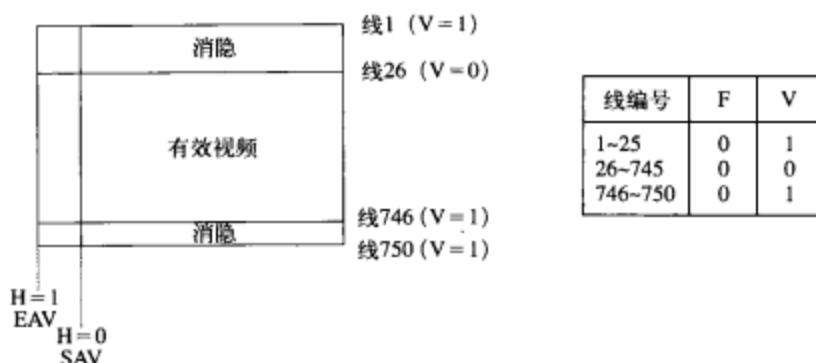 线1（V=1）
消隐
线26（V=0）
有效视频
线746（V=1）
消隐
线750（V=1）
H=1
EAV
H=0
SAV
线编号 F V
1~25 0 1
26~745 0 0
746~750 0 1